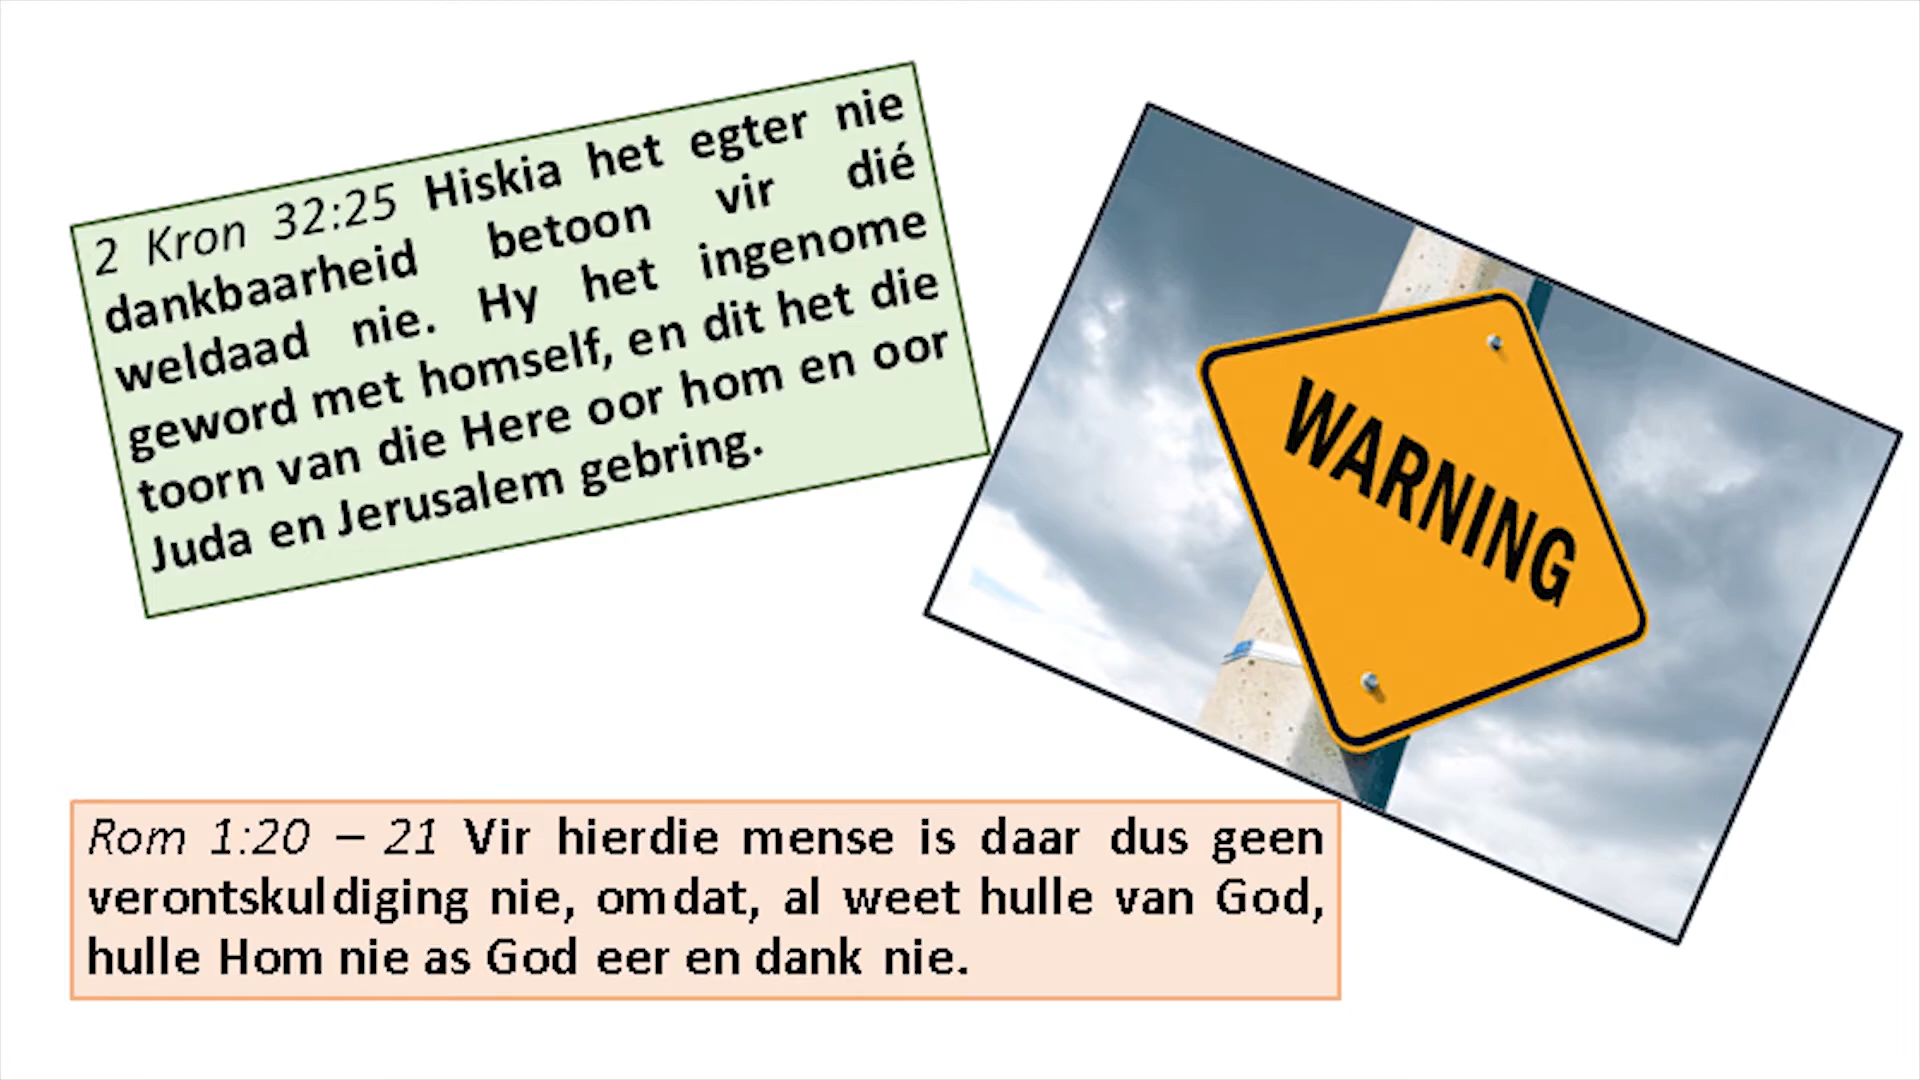 2 Kron 32:25 Hiskia het egter nie
dankbaarheid betoon vir dié
weldaad nie. Hy het ingenome
geword met homself, en dit het die
toorn van die Here oor hom en oor
Juda en Jerusalem gebring.
WARNING
Rom 1:20 – 21 Vir hierdie mense is daar dus geen
verontskuldiging nie, omdat, al weet hulle van God,
hulle Hom nie as God eer en dank nie.